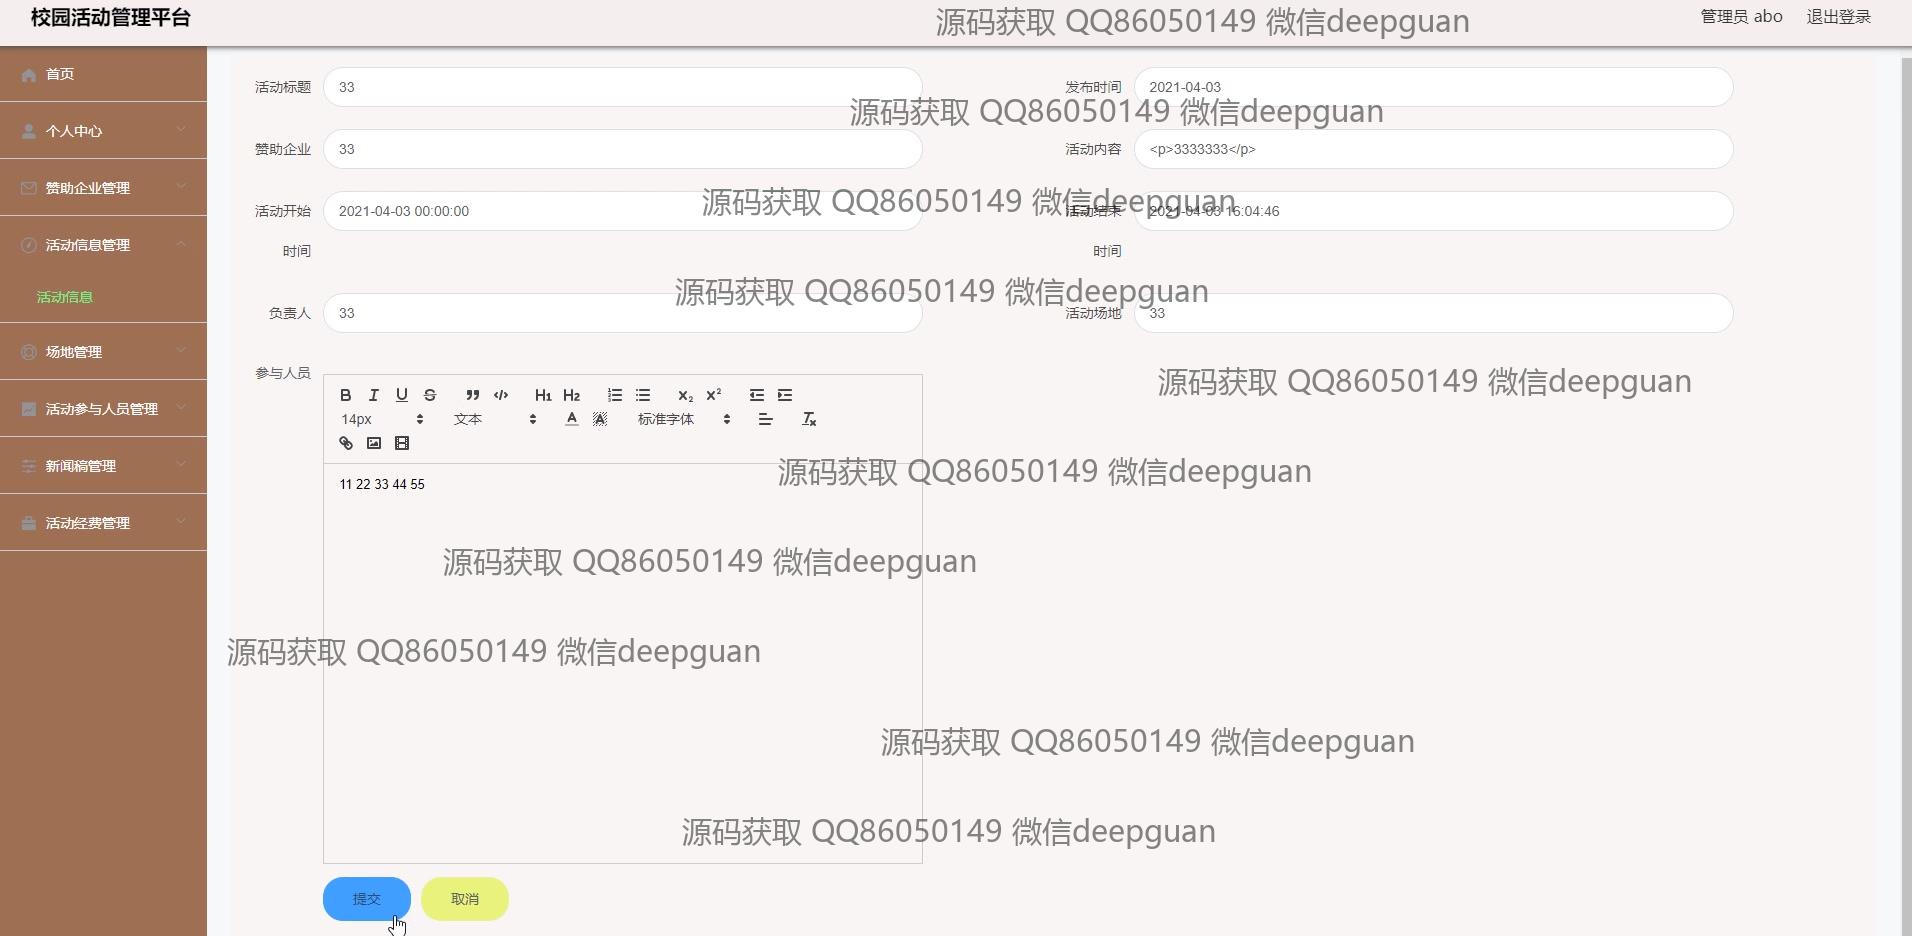 校园活动管理平台
源码获取 QQ86050149 微信deepguan
管理员 abo 退出登录
首页
个人中心
赞助企业管理
活动信息管理
活动信息
场地管理
活动参与人员管理
新闻稿管理
活动经费管理
活动标题 33 发布时间 2021-04-03
源码获取 QQ86050149 微信deepguan
赞助企业 33 活动内容 <p>3333333</p>
源码获取 QQ86050149 微信deepguan
活动开始 2021-04-03 00:00:00 活动结束 2021-04-03 16:04:46
时间 时间
源码获取 QQ86050149 微信deepguan
负责人 33 活动场地 33
参与人员
源码获取 QQ86050149 微信deepguan
B I U S H1 H2 X2 X2
14px 文本 A A 标准字体 Tx
源码获取 QQ86050149 微信deepguan
11 22 33 44 55
源码获取 QQ86050149 微信deepguan
源码获取 QQ86050149 微信deepguan
源码获取 QQ86050149 微信deepguan
源码获取 QQ86050149 微信deepguan
提交 取消